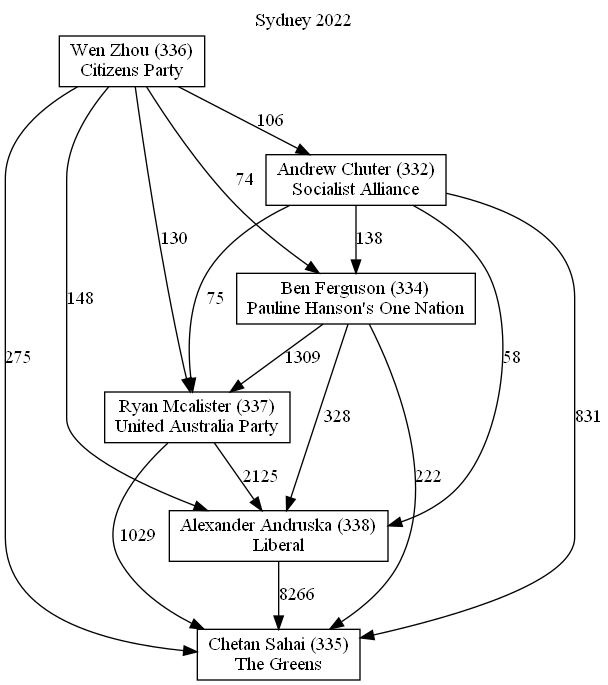 Sydney 2022
Wen Zhou (336)
Citizens Party
106
Andrew Chuter (332)
Socialist Alliance
74
130
138
Ben Ferguson (334)
Pauline Hanson's One Nation
148
75
275
1309
58
Ryan Mcalister (337)
United Australia Party
328
831
2125
222
1029
Alexander Andruska (338)
Liberal
8266
Chetan Sahai (335)
The Greens